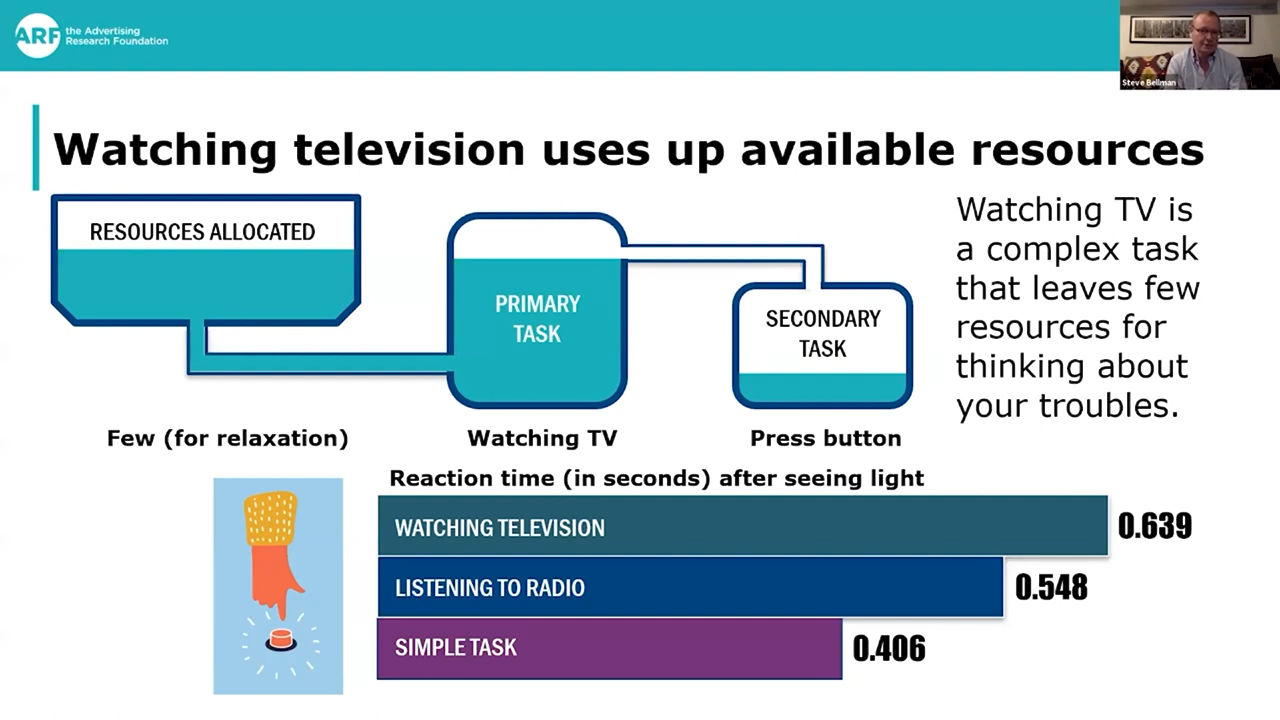 ARF the Advertising
Research Foundation
Steve Bellman
Watching television uses up available resources
RESOURCES ALLOCATED
PRIMARY
TASK
SECONDARY
TASK
Few (for relaxation)
Watching TV
Press button
Watching TV is
a complex task
that leaves few
resources for
thinking about
your troubles.
Reaction time (in seconds) after seeing light
WATCHING TELEVISION 0.639
LISTENING TO RADIO 0.548
SIMPLE TASK 0.406